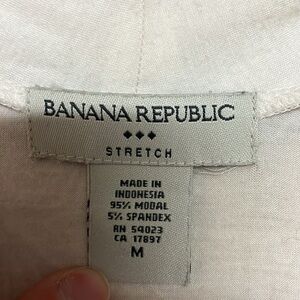 BANANA REPUBLIC
STRETCH
MADE IN
INDONESIA
95% MODAL
5% SPANDEX
RN 54023
CA 17897
M